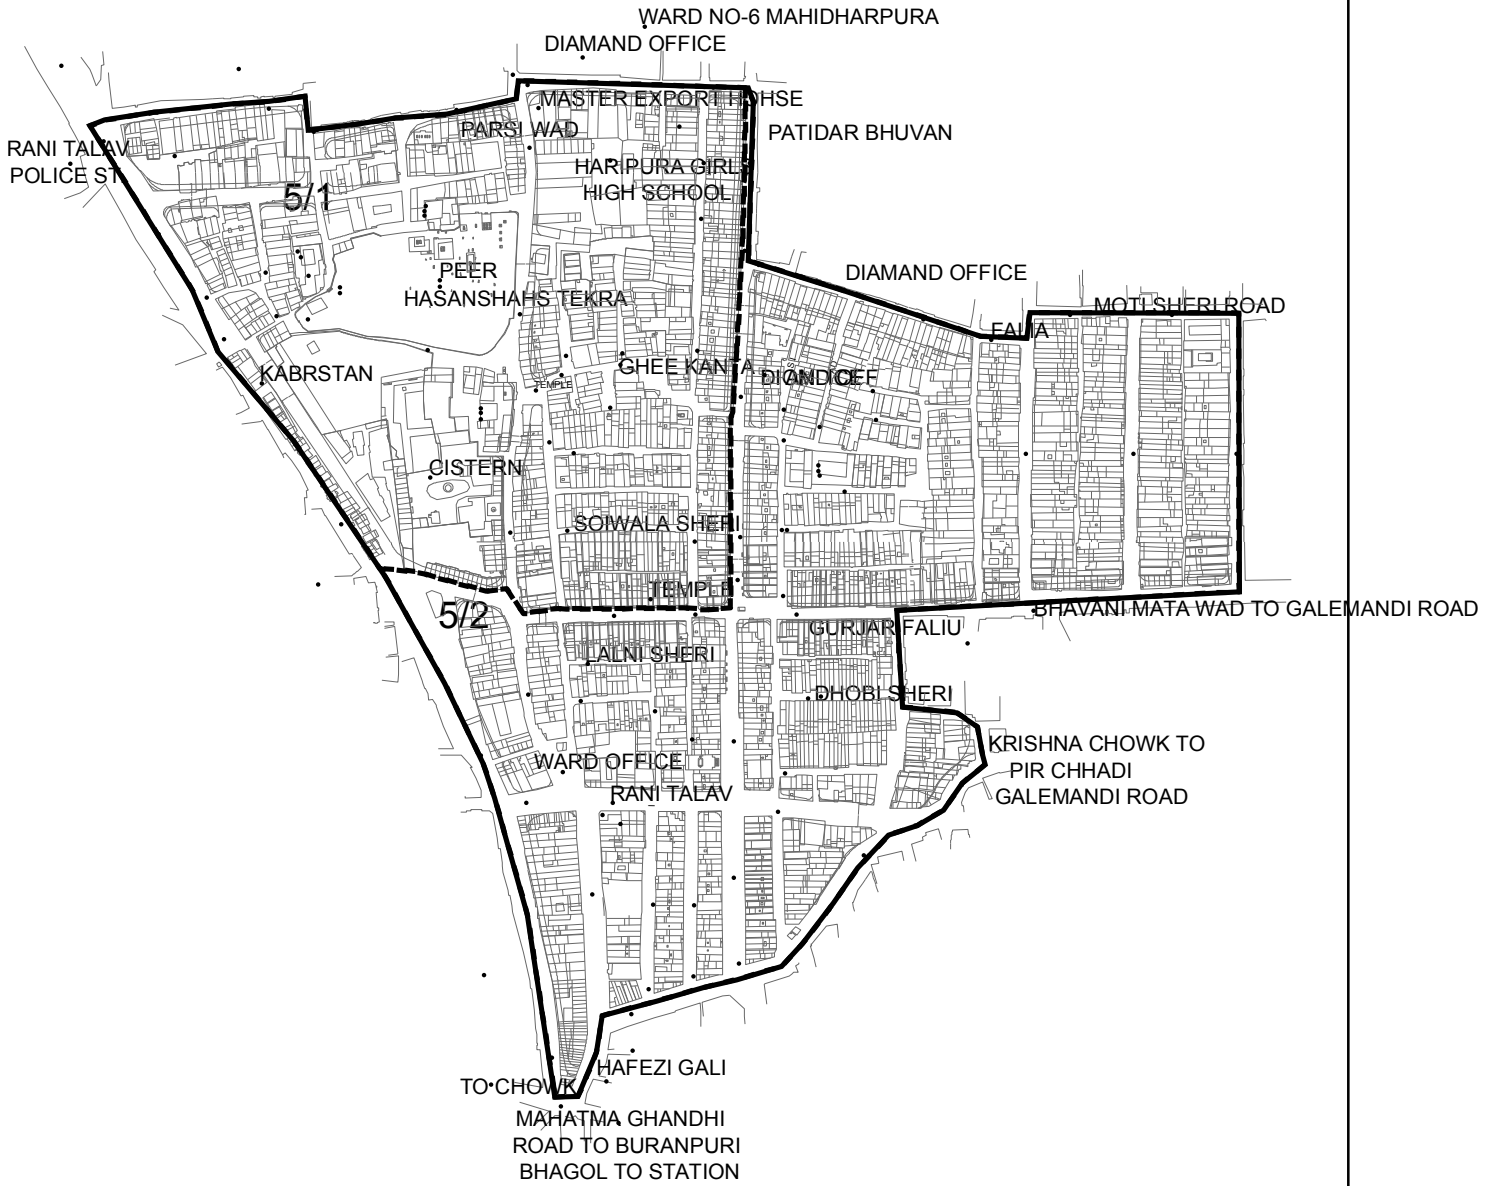 WARD NO-6 MAHIDHARPURA
DIAMAND OFFICE
MASTER EXPORT HOHSE
PARSI WAD
PATIDAR BHUVAN
RANI TALAV
POLICE ST.
HARIPURA GIRLS
HIGH SCHOOL
5/1
PEER
DIAMAND OFFICE
HASANSHAHS TEKRA
MOTI SHERI ROAD
FALIA
GHEE KANTA
KABRSTAN
TEMPLE
CISTERN
SOIWALA SHERI
TEMPLE
5/2
BHAVANI MATA WAD TO GALEMANDI ROAD
GURJAR FALIU
LALNI SHERI
DHOBI SHERI
KRISHNA CHOWK TO
PIR CHHADI
GALEMANDI ROAD
WARD OFFICE
RANI TALAV
HAFEZI GALI
TO CHOWK
MAHATMA GHANDHI
ROAD TO BURANPURI
BHAGOL TO STATION